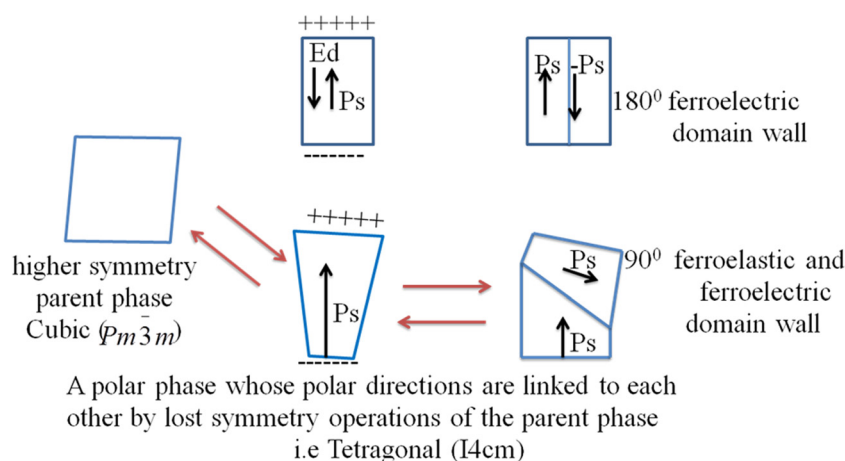 +++++
Ed
Ps
-------
Ps -Ps
180⁰ ferroelectric
domain wall
higher symmetry
parent phase
Cubic (Pm3̄m)
+++++
Ps
-------
Ps
Ps
90⁰ ferroelastic and
ferroelectric
domain wall
A polar phase whose polar directions are linked to each
other by lost symmetry operations of the parent phase
i.e Tetragonal (I4cm)